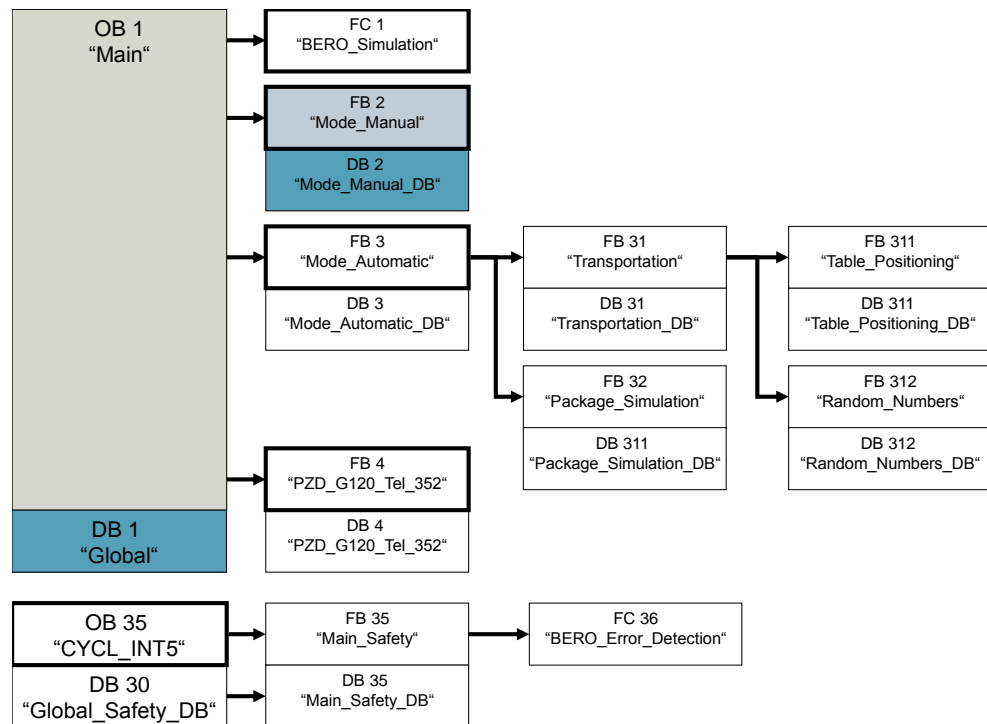 OB 1
“Main“
FC 1
“BERO_Simulation“
FB 2
“Mode_Manual“
DB 2
“Mode_Manual_DB“
FB 3
“Mode_Automatic“
DB 3
“Mode_Automatic_DB“
FB 31
“Transportation“
DB 31
“Transportation_DB“
FB 311
“Table_Positioning“
DB 311
“Table_Positioning_DB“
FB 32
“Package_Simulation“
DB 311
“Package_Simulation_DB“
FB 312
“Random_Numbers“
DB 312
“Random_Numbers_DB“
FB 4
“PZD_G120_Tel_352“
DB 4
“PZD_G120_Tel_352“
DB 1
“Global“
OB 35
“CYCL_INT5“
DB 30
“Global_Safety_DB“
FB 35
“Main_Safety“
DB 35
“Main_Safety_DB“
FC 36
“BERO_Error_Detection“